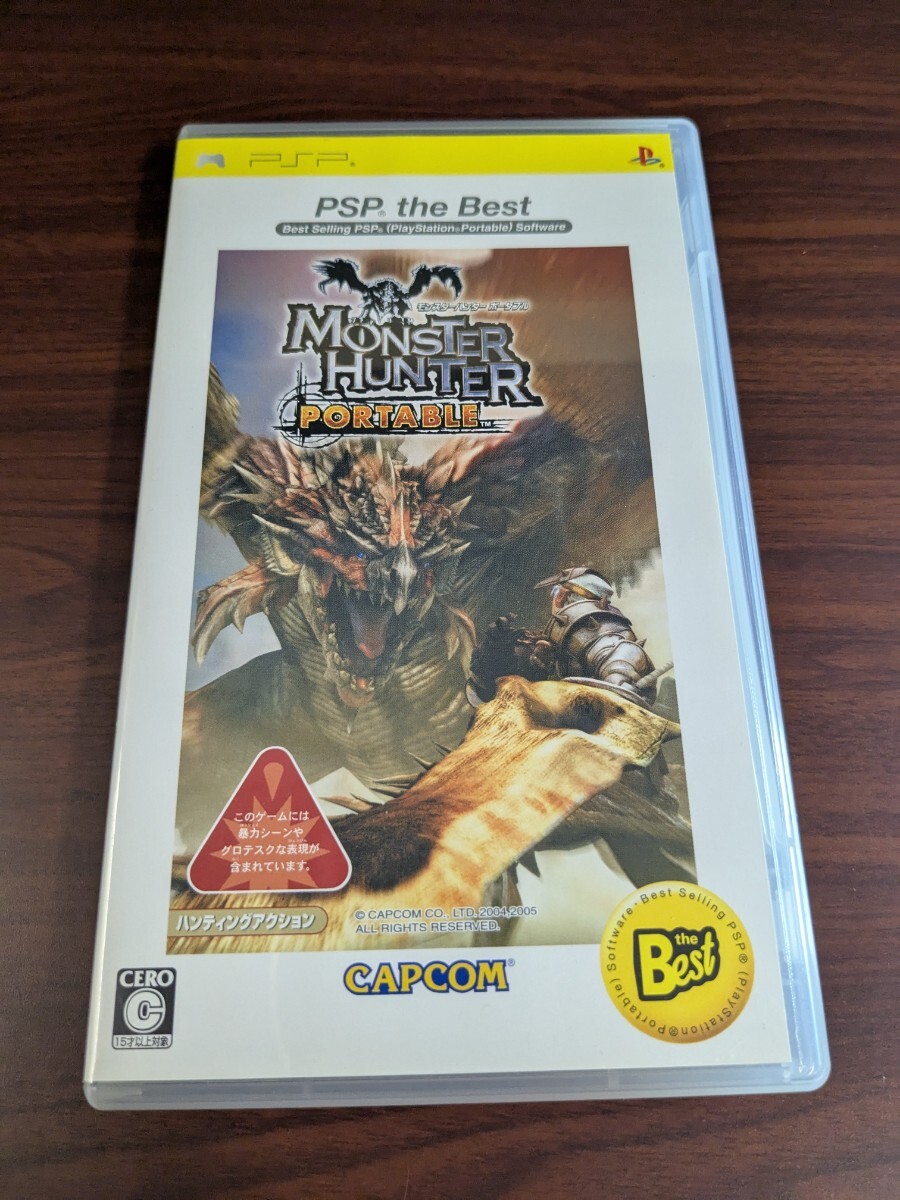 PSP®
PSP® the Best
Best Selling PSP® (PlayStation®Portable) Software
モンスターハンター ポータブル
MONSTER
HUNTER
PORTABLE™
このゲームには
暴力シーンや
グロテスクな表現が
含まれています。
ハンティングアクション
© CAPCOM CO., LTD. 2004,2005
ALL RIGHTS RESERVED.
CAPCOM®
CERO
C
15才以上対象
the
Best
Best Selling PSP® (PlayStation®Portable) Software